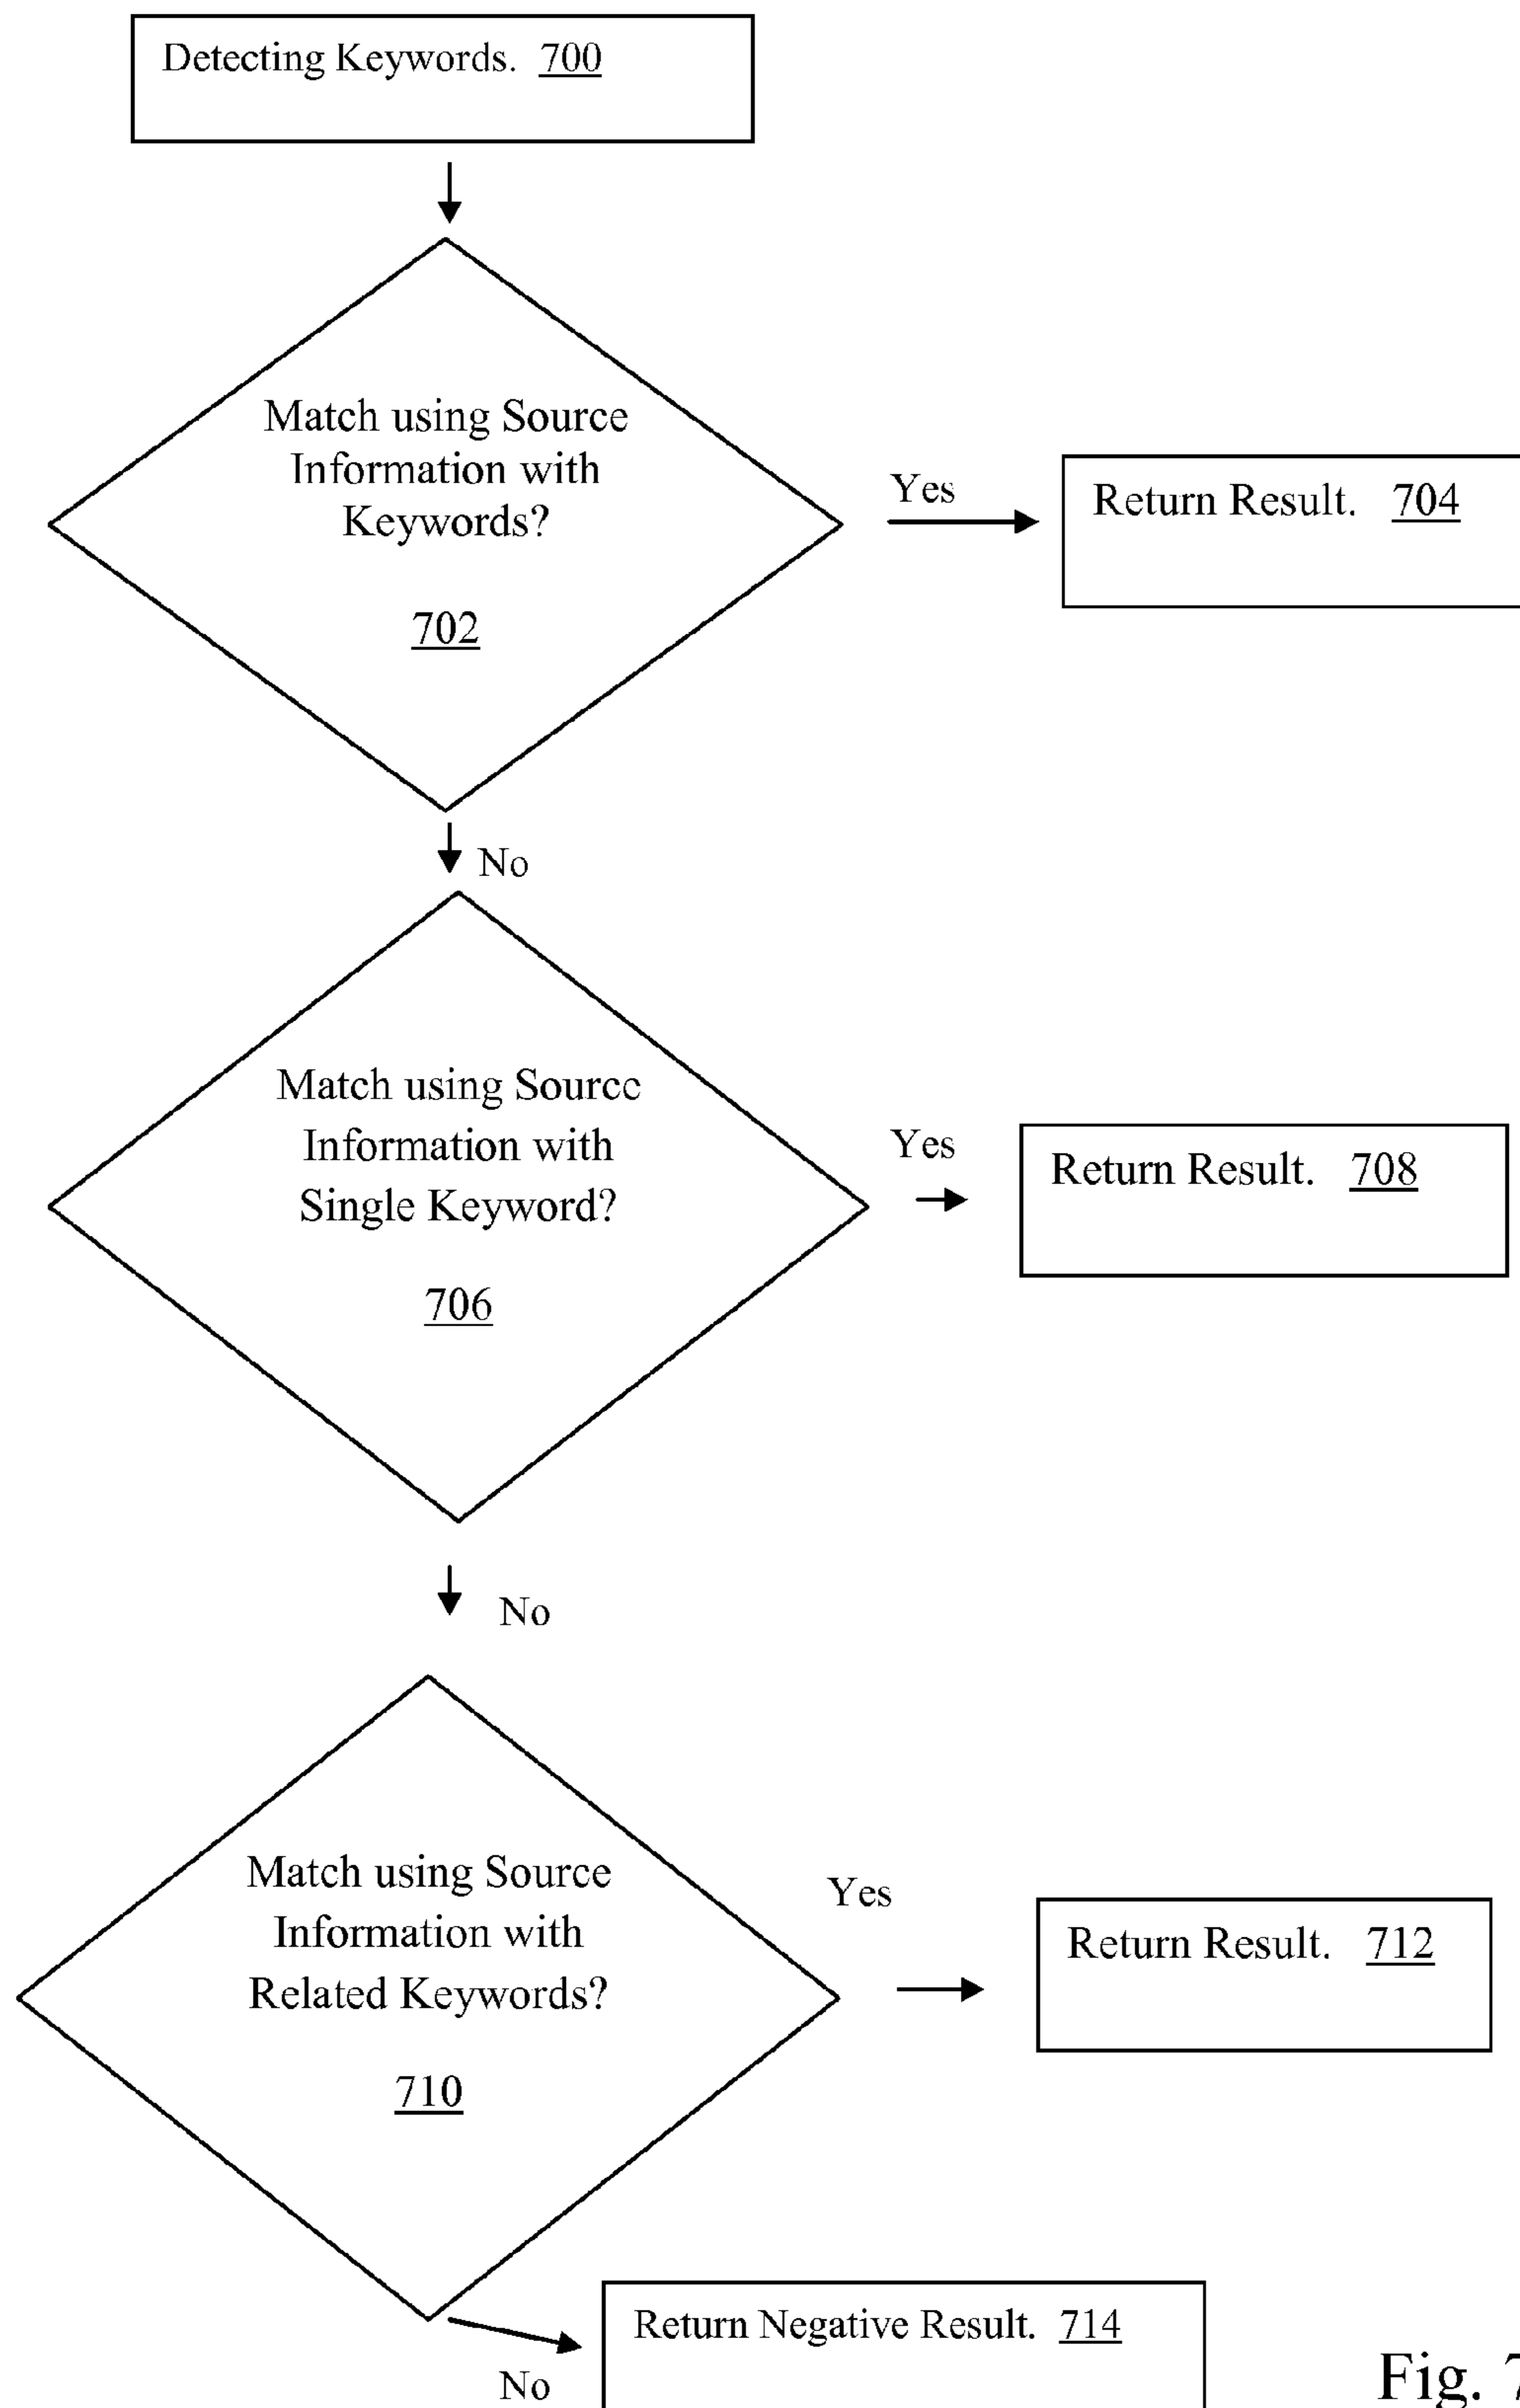 Detecting Keywords. 700
Match using Source
Information with
Keywords?
702
Yes
Return Result. 704
No
Match using Source
Information with
Single Keyword?
706
Yes
Return Result. 708
No
Match using Source
Information with
Related Keywords?
710
Yes
Return Result. 712
No
Return Negative Result. 714
Fig. 7